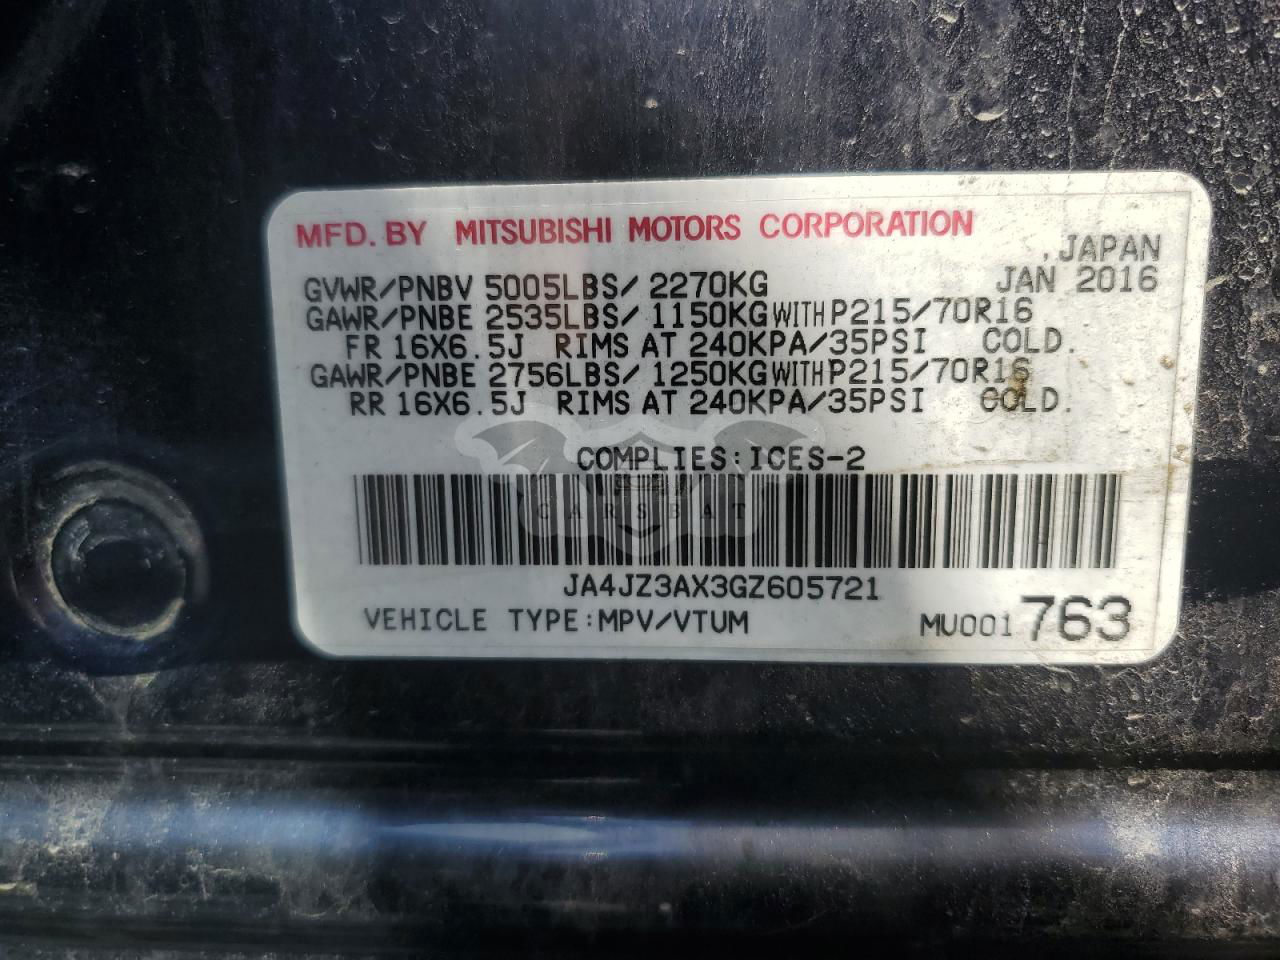 MFD. BY MITSUBISHI MOTORS CORPORATION
, JAPAN
GVWR/PNBV 5005LBS/2270KG JAN 2016
GAWR/PNBE 2535LBS/1150KG WITH P215/70R16
FR 16X6.5J RIMS AT 240KPA/35PSI COLD.
GAWR/PNBE 2756LBS/1250KG WITH P215/70R16
RR 16X6.5J RIMS AT 240KPA/35PSI COLD.
COMPLIES:ICES-2
CARSBAT
JA4JZ3AX3GZ605721
VEHICLE TYPE:MPV/VTUM MU001 763